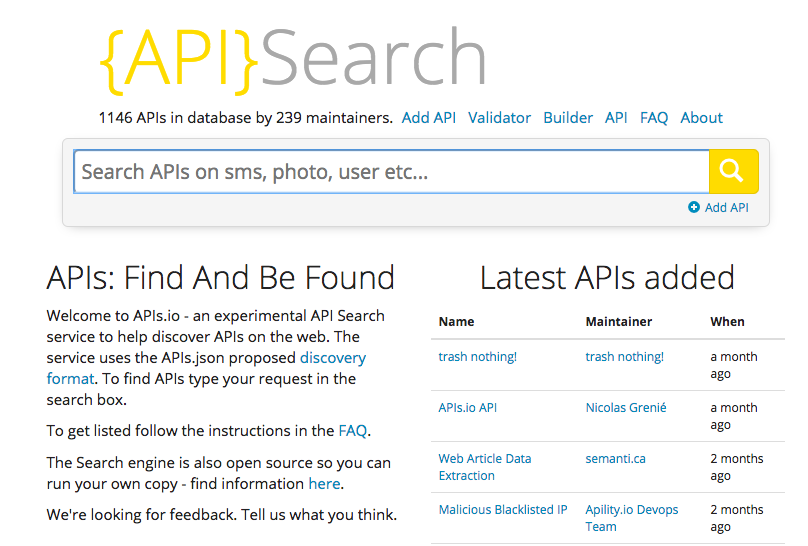 {API}Search
1146 APIs in database by 239 maintainers. Add API Validator Builder API FAQ About
Search APIs on sms, photo, user etc...
Add API
APIs: Find And Be Found
Welcome to APIs.io - an experimental API Search
service to help discover APIs on the web. The
service uses the APIs.json proposed discovery
format. To find APIs type your request in the
search box.
To get listed follow the instructions in the FAQ.
The Search engine is also open source so you can
run your own copy - find information here.
We're looking for feedback. Tell us what you think.
Latest APIs added
Name Maintainer When
trash nothing! trash nothing! a month
ago
APIs.io API Nicolas Grenié a month
ago
Web Article Data semanti.ca 2 months
Extraction ago
Malicious Blacklisted IP Apility.io Devops 2 months
Team ago